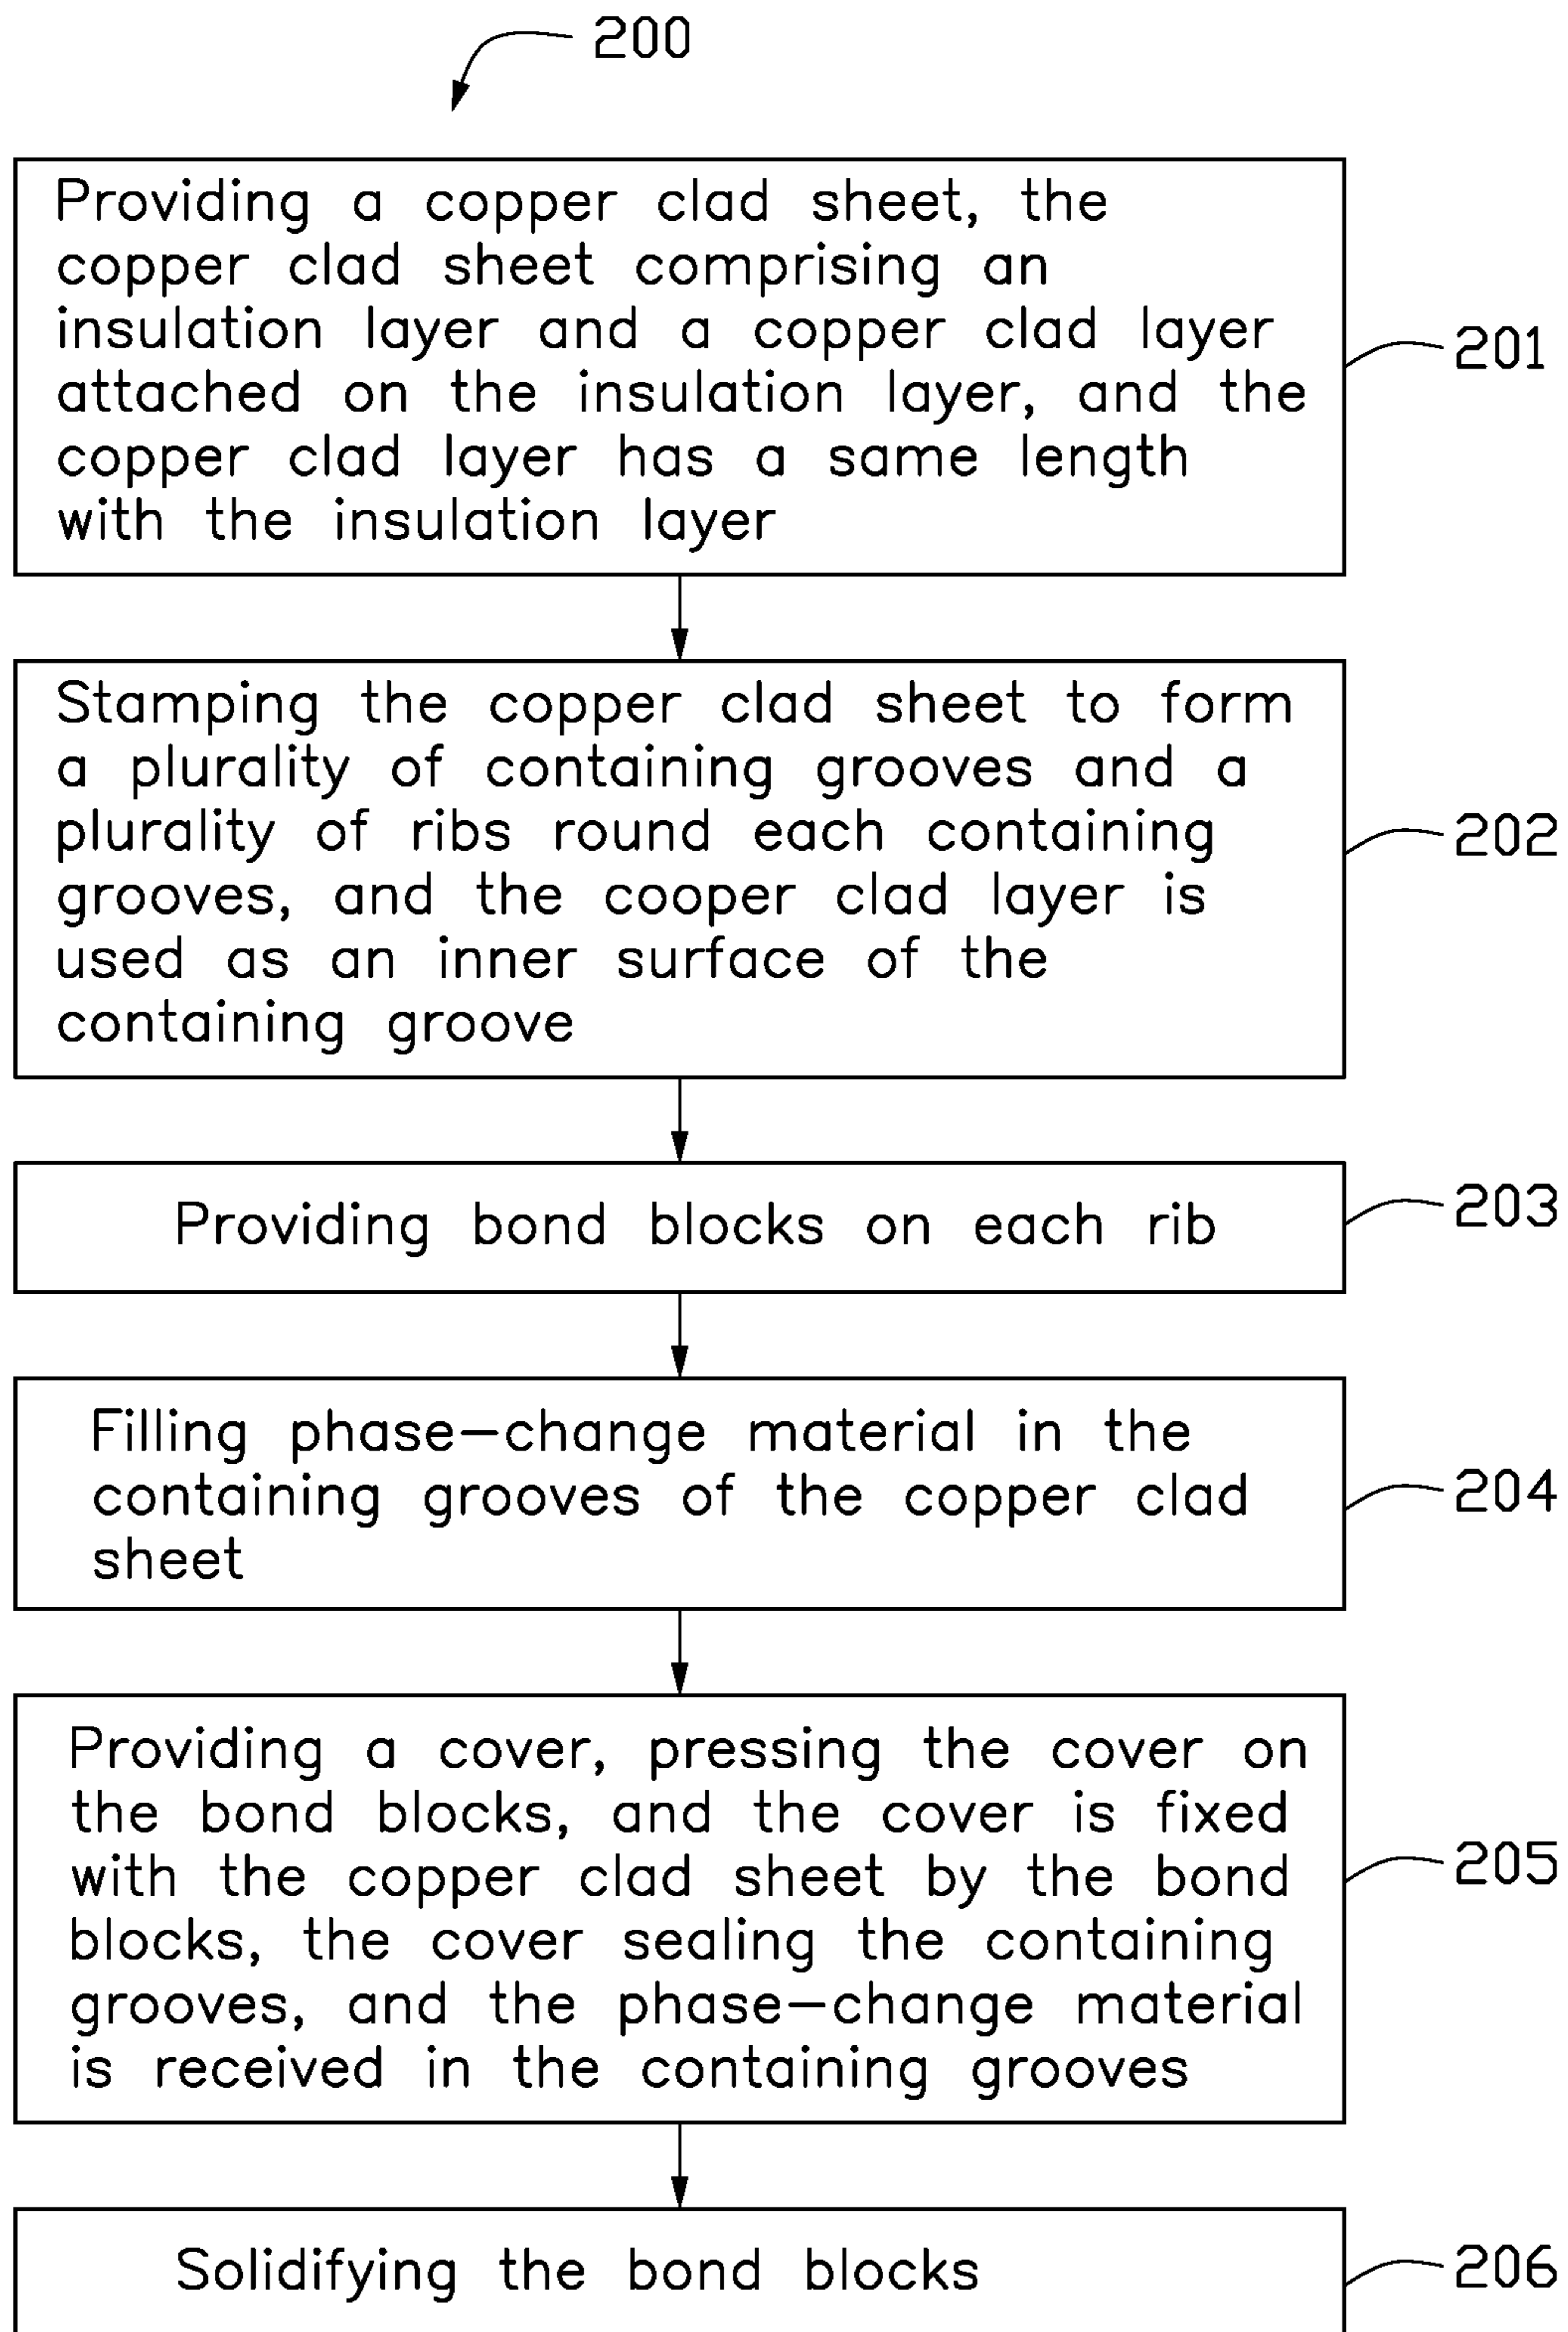 200
Providing a copper clad sheet, the
copper clad sheet comprising an
insulation layer and a copper clad layer
attached on the insulation layer, and the
copper clad layer has a same length
with the insulation layer
201
Stamping the copper clad sheet to form
a plurality of containing grooves and a
plurality of ribs round each containing
grooves, and the cooper clad layer is
used as an inner surface of the
containing groove
202
Providing bond blocks on each rib
203
Filling phase-change material in the
containing grooves of the copper clad
sheet
204
Providing a cover, pressing the cover on
the bond blocks, and the cover is fixed
with the copper clad sheet by the bond
blocks, the cover sealing the containing
grooves, and the phase-change material
is received in the containing grooves
205
Solidifying the bond blocks
206